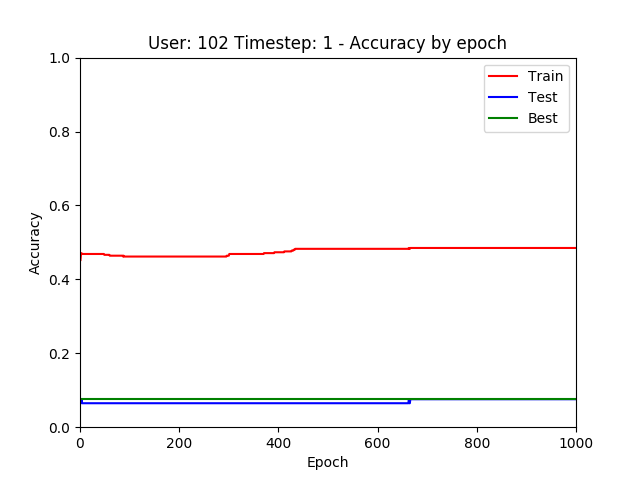 User: 102 Timestep: 1 - Accuracy by epoch
1.0
0.8
0.6
0.4
0.2
0.0
Accuracy
Train
Test
Best
0 200 400 600 800 1000
Epoch